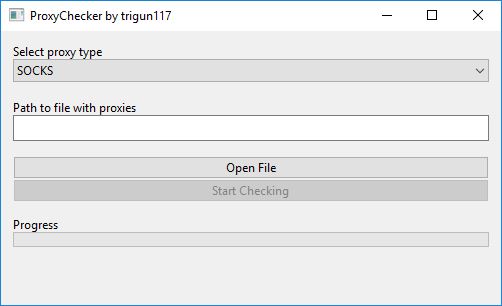 ProxyChecker by trigun117
Select proxy type
SOCKS
Path to file with proxies
Open File
Start Checking
Progress